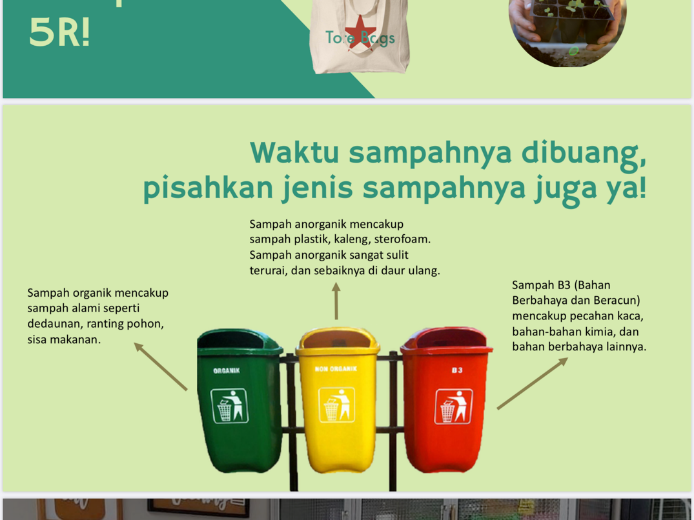 5R!
Tote Bags
Waktu sampahnya dibuang,
pisahkan jenis sampahnya juga ya!
Sampah anorganik mencakup
sampah plastik, kaleng, sterofoam.
Sampah anorganik sangat sulit
terurai, dan sebaiknya di daur ulang.
Sampah organik mencakup
sampah alami seperti
dedaunan, ranting pohon,
sisa makanan.
Sampah B3 (Bahan
Berbahaya dan Beracun)
mencakup pecahan kaca,
bahan-bahan kimia, dan
bahan berbahaya lainnya.
ORGANIK
NON ORGANIK
B3